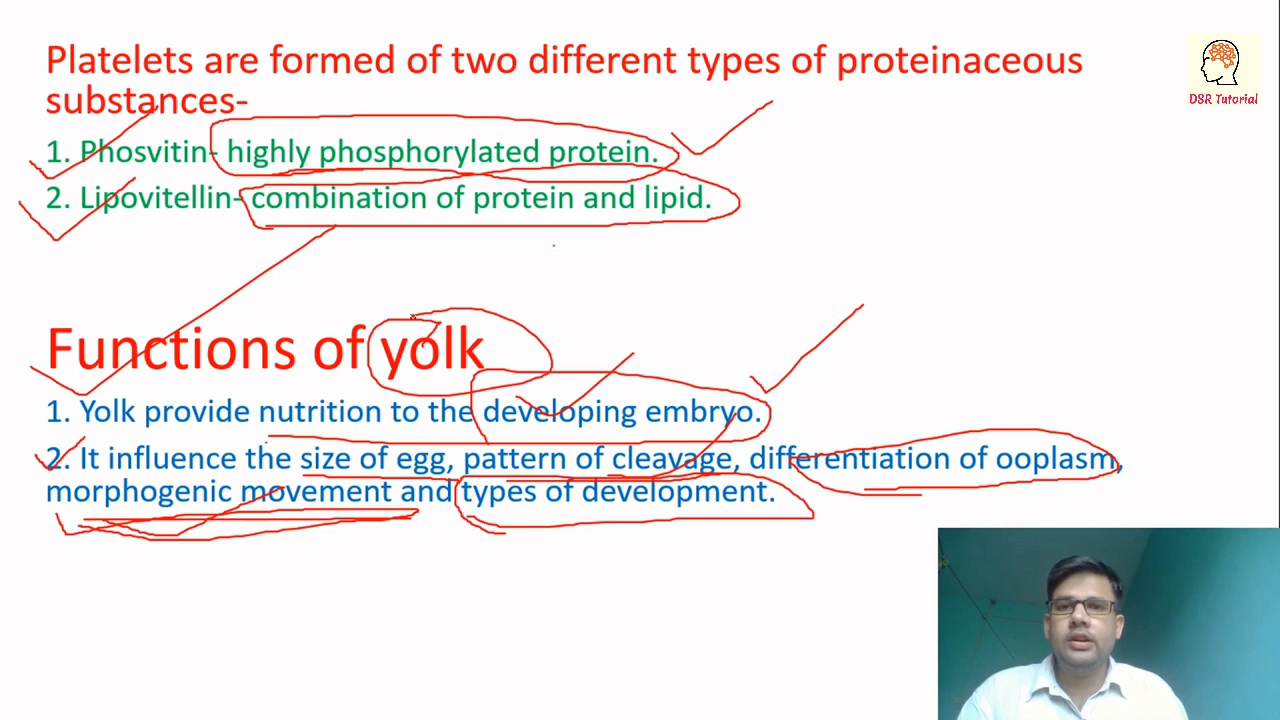 Platelets are formed of two different types of proteinaceous
substances-
1. Phosvitin- highly phosphorylated protein.
2. Lipovitellin- combination of protein and lipid.
Functions of yolk
1. Yolk provide nutrition to the developing embryo.
2. It influence the size of egg, pattern of cleavage, differentiation of ooplasm,
morphogenic movement and types of development.
DSR Tutorial